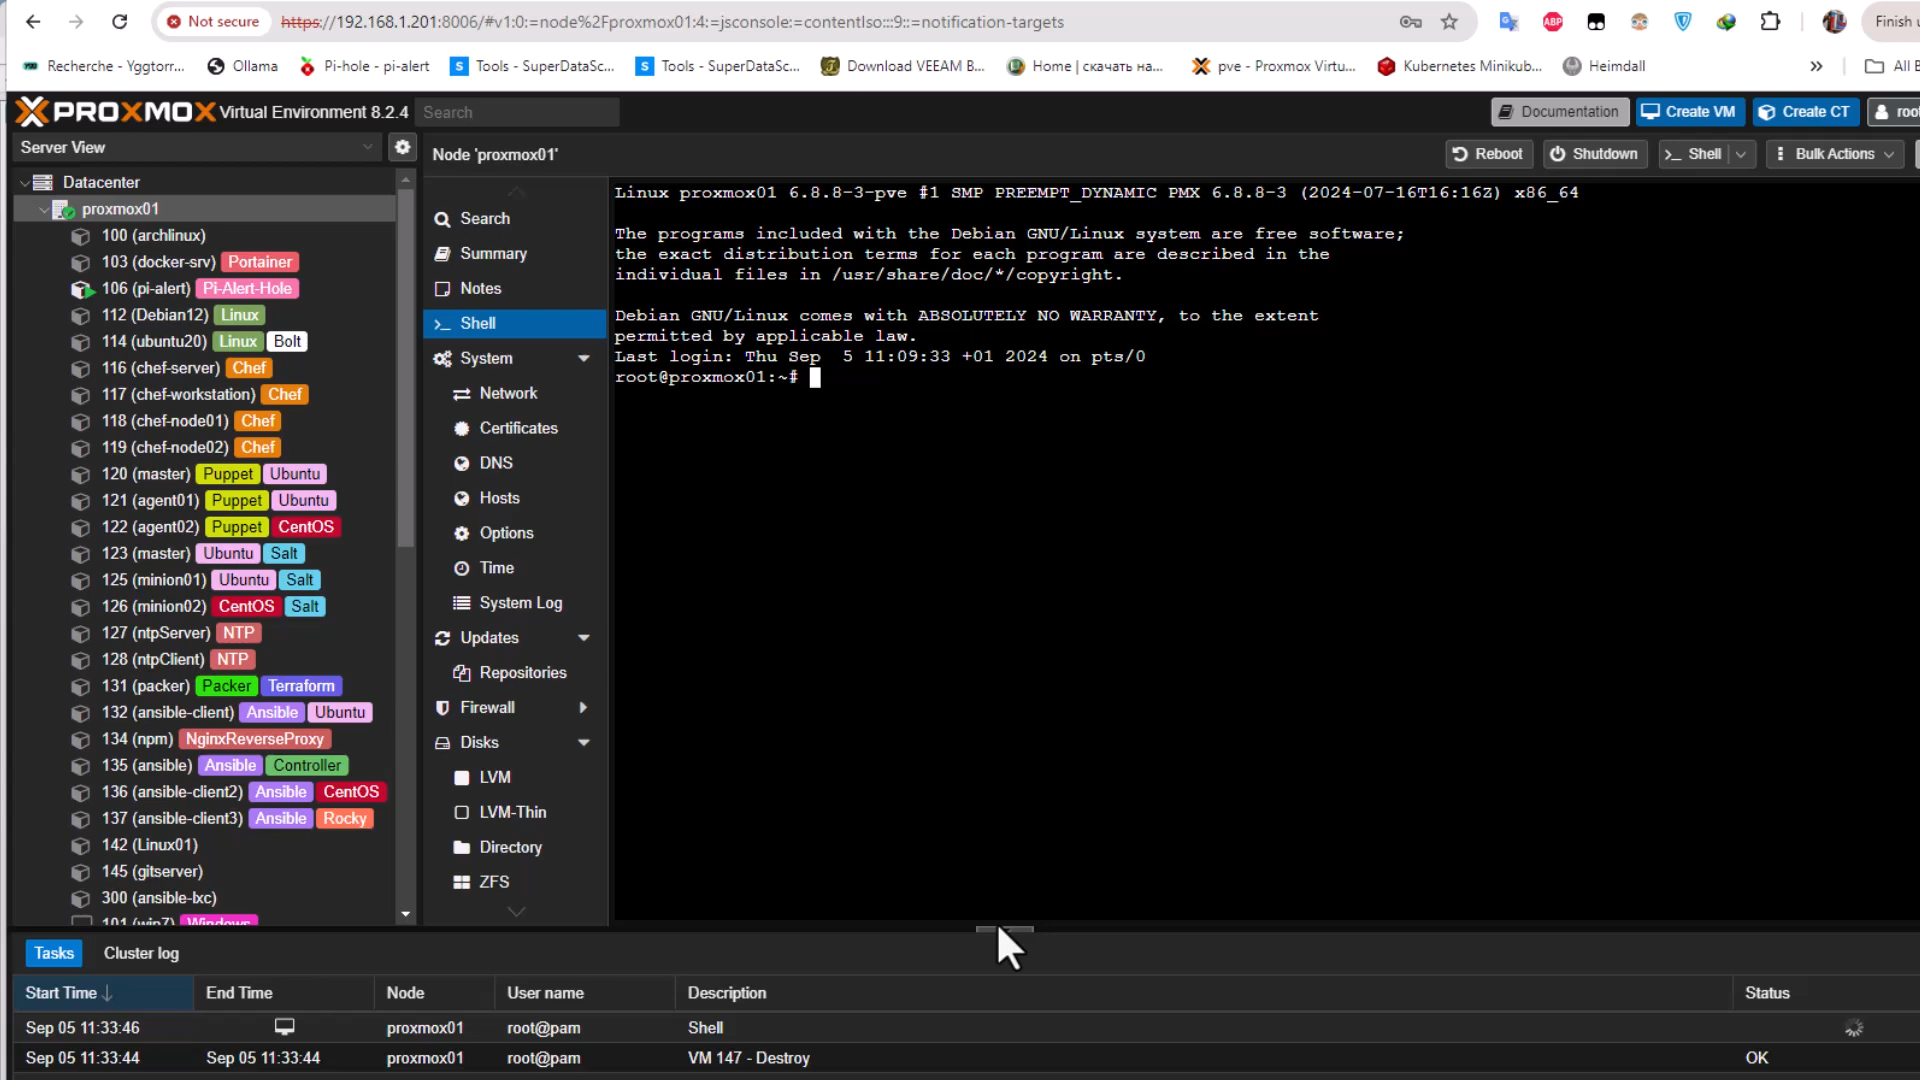 Not secure
https://192.168.1.201:8006/#v1:0:=node%2Fproxmox01:4:=jsconsole:=contentIso:::9::=notification-targets
ABP
Finish u
Recherche - Yggtorr...
Ollama
Pi-hole - pi-alert
S Tools - SuperDataSc...
S Tools - SuperDataSc...
Download VEEAM B...
Home | скачать на...
pve - Proxmox Virtu...
Kubernetes Minikub...
Heimdall
»
All B
PROXMOX Virtual Environment 8.2.4
Search
Documentation
Create VM
Create CT
roo
Server View
Node 'proxmox01'
Reboot
Shutdown
>_ Shell
Bulk Actions
Datacenter
proxmox01
100 (archlinux)
103 (docker-srv) Portainer
106 (pi-alert) Pi-Alert-Hole
112 (Debian12) Linux
114 (ubuntu20) Linux Bolt
116 (chef-server) Chef
117 (chef-workstation) Chef
118 (chef-node01) Chef
119 (chef-node02) Chef
120 (master) Puppet Ubuntu
121 (agent01) Puppet Ubuntu
122 (agent02) Puppet CentOS
123 (master) Ubuntu Salt
125 (minion01) Ubuntu Salt
126 (minion02) CentOS Salt
127 (ntpServer) NTP
128 (ntpClient) NTP
131 (packer) Packer Terraform
132 (ansible-client) Ansible Ubuntu
134 (npm) NginxReverseProxy
135 (ansible) Ansible Controller
136 (ansible-client2) Ansible CentOS
137 (ansible-client3) Ansible Rocky
142 (Linux01)
145 (gitserver)
300 (ansible-lxc)
101 (win7) Windows
Search
Summary
Notes
>_ Shell
System
Network
Certificates
DNS
Hosts
Options
Time
System Log
Updates
Repositories
Firewall
Disks
LVM
LVM-Thin
Directory
ZFS
Linux proxmox01 6.8.8-3-pve #1 SMP PREEMPT_DYNAMIC PMX 6.8.8-3 (2024-07-16T16:16Z) x86_64
The programs included with the Debian GNU/Linux system are free software;
the exact distribution terms for each program are described in the
individual files in /usr/share/doc/*/copyright.
Debian GNU/Linux comes with ABSOLUTELY NO WARRANTY, to the extent
permitted by applicable law.
Last login: Thu Sep  5 11:09:33 +01 2024 on pts/0
root@proxmox01:~#
Tasks
Cluster log
Start Time ↓ End Time Node User name Description Status
Sep 05 11:33:46 proxmox01 root@pam Shell
Sep 05 11:33:44 Sep 05 11:33:44 proxmox01 root@pam VM 147 - Destroy OK